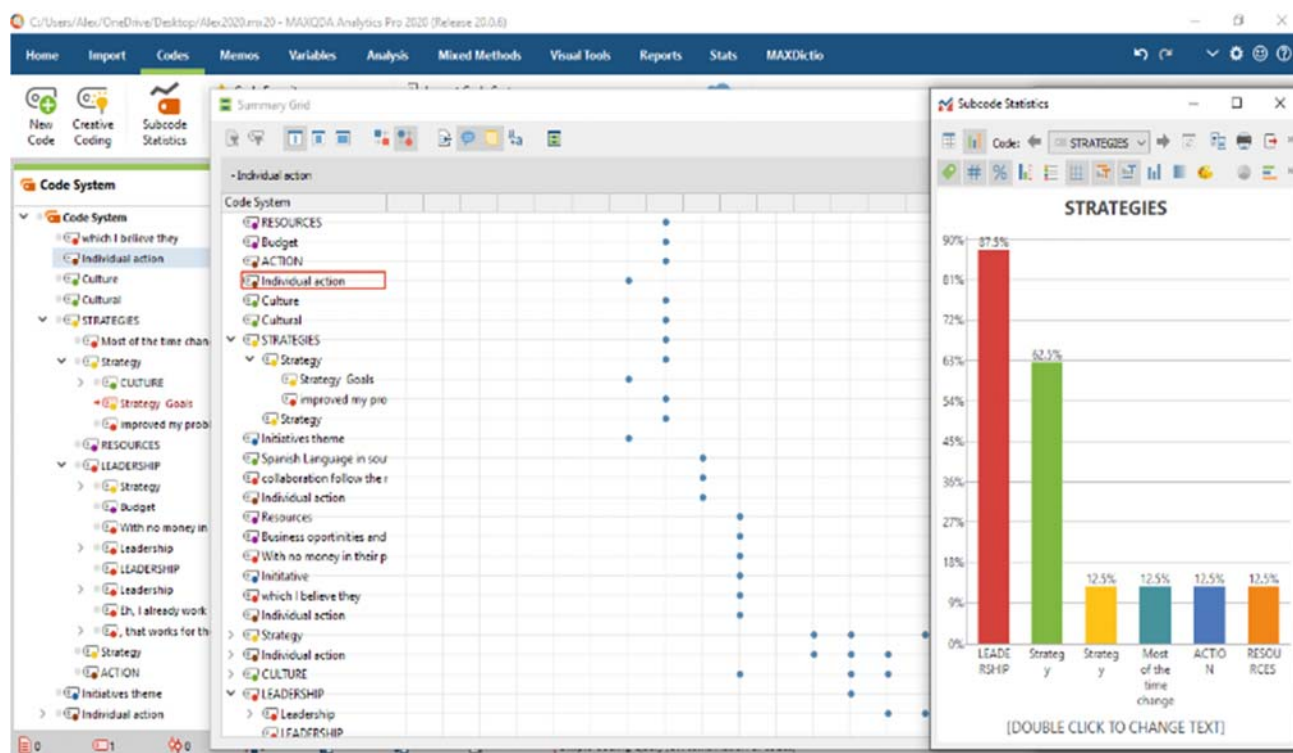 C:/Users/Alex/OneDrive/Desktop/Alex2020.mx20 - MAXQDA Analytics Pro 2020 (Release 20.0.6)
Home Import Codes Memos Variables Analysis Mixed Methods Visual Tools Reports Stats MAXDictio
New Code
Creative Coding
Subcode Statistics
Code System
Code System
which I believe they
Individual action
Culture
Cultural
STRATEGIES
Most of the time chan
Strategy
CULTURE
Strategy Goals
improved my probl
RESOURCES
LEADERSHIP
Strategy
Budget
With no money in
Leadership
LEADERSHIP
Leadership
Eh, I already work
, that works for th
Strategy
ACTION
Initiatives theme
Individual action
0 1 0
Summary Grid
- Individual action
Code System
RESOURCES
Budget
ACTION
Individual action
Culture
Cultural
STRATEGIES
Strategy
Strategy Goals
improved my pro
Strategy
Initiatives theme
Spanish Language in sou
collaboration follow the r
Individual action
Resources
Business oportinities and
With no money in their p
Inititative
which I believe they
Individual action
Strategy
Individual action
CULTURE
LEADERSHIP
Leadership
LEADERSHIP
Subcode Statistics
Code: STRATEGIES
STRATEGIES
90%
81%
72%
63%
54%
45%
36%
27%
18%
9%
0%
87.5%
62.5%
12.5% 12.5% 12.5% 12.5%
LEADE RSHIP
Strateg y
Strateg y
Most of the time change
ACTIO N
RESOU RCES
[DOUBLE CLICK TO CHANGE TEXT]